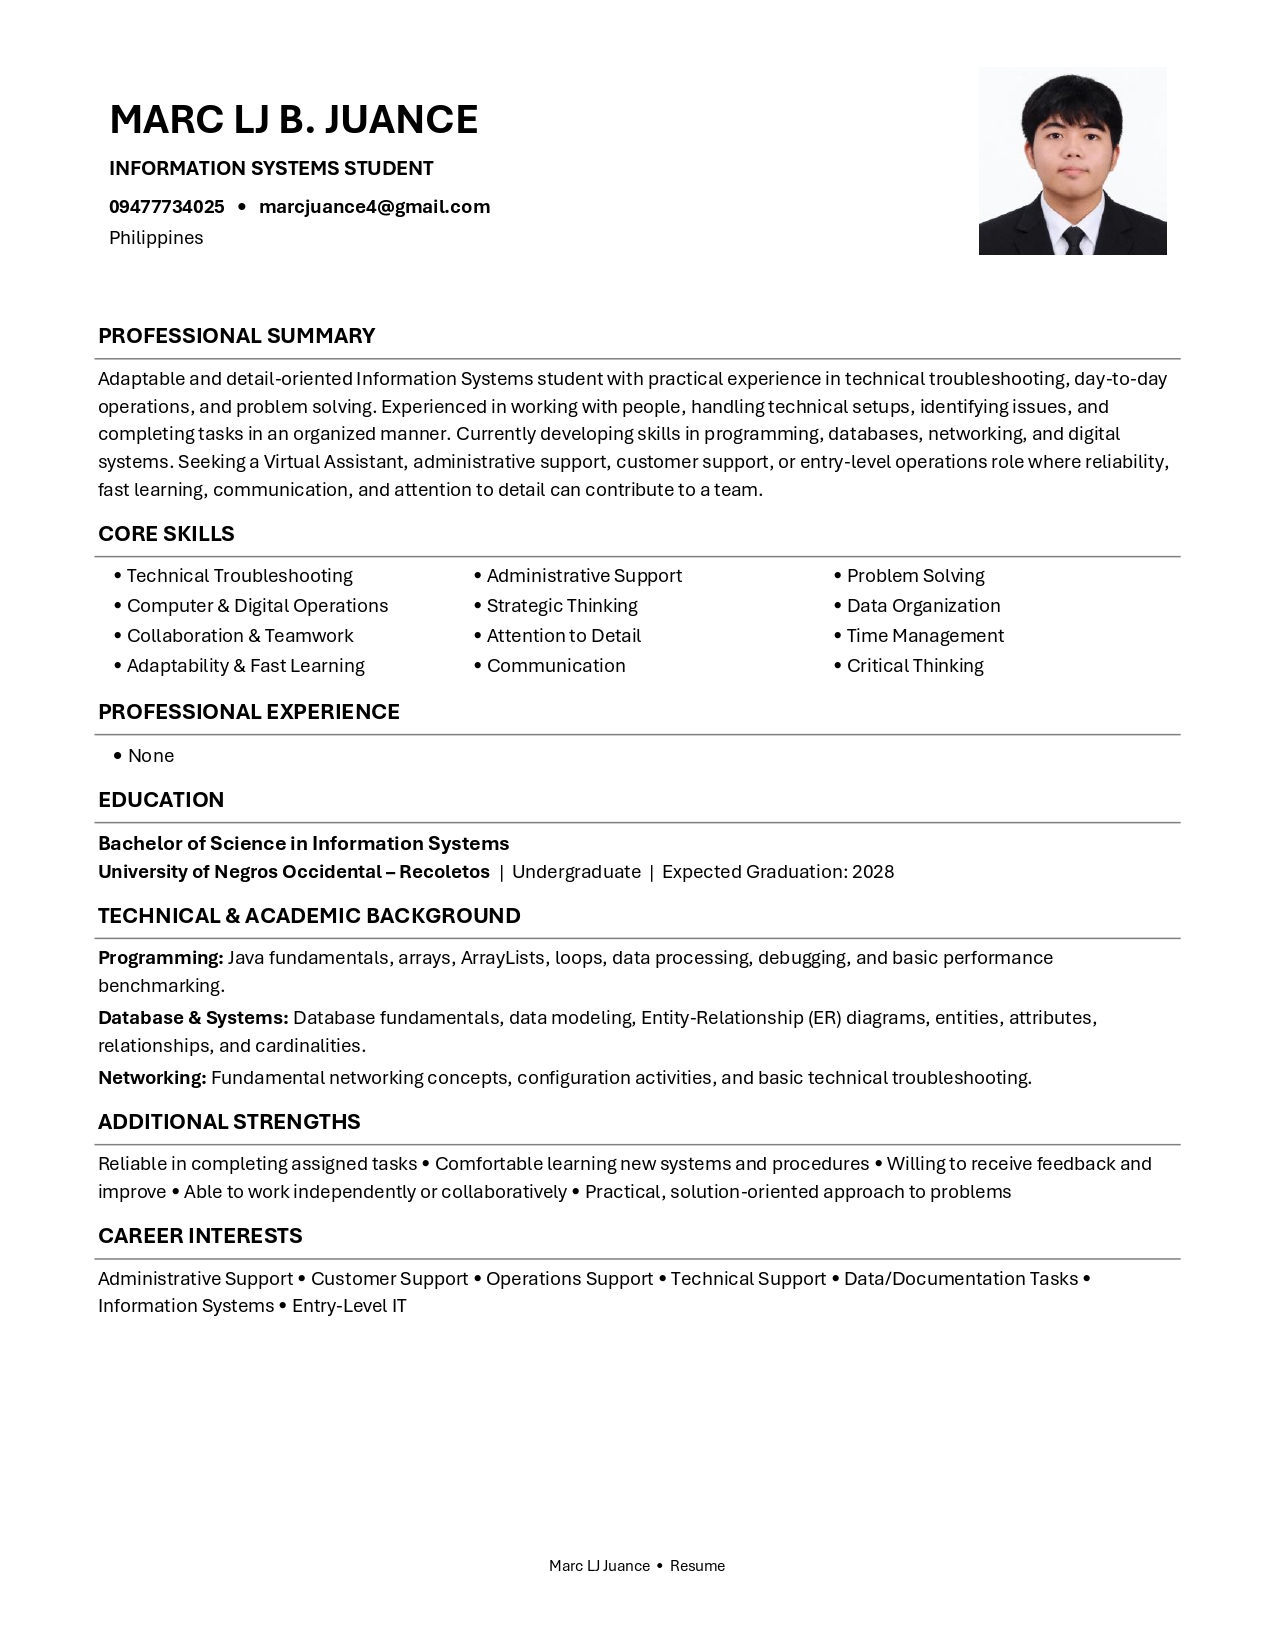 MARC LJ B. JUANCE
INFORMATION SYSTEMS STUDENT
09477734025 • marcjuance4@gmail.com
Philippines
PROFESSIONAL SUMMARY
Adaptable and detail-oriented Information Systems student with practical experience in technical troubleshooting, day-to-day
operations, and problem solving. Experienced in working with people, handling technical setups, identifying issues, and
completing tasks in an organized manner. Currently developing skills in programming, databases, networking, and digital
systems. Seeking a Virtual Assistant, administrative support, customer support, or entry-level operations role where reliability,
fast learning, communication, and attention to detail can contribute to a team.
CORE SKILLS
• Technical Troubleshooting • Administrative Support • Problem Solving
• Computer & Digital Operations • Strategic Thinking • Data Organization
• Collaboration & Teamwork • Attention to Detail • Time Management
• Adaptability & Fast Learning • Communication • Critical Thinking
PROFESSIONAL EXPERIENCE
• None
EDUCATION
Bachelor of Science in Information Systems
University of Negros Occidental – Recoletos | Undergraduate | Expected Graduation: 2028
TECHNICAL & ACADEMIC BACKGROUND
Programming: Java fundamentals, arrays, ArrayLists, loops, data processing, debugging, and basic performance
benchmarking.
Database & Systems: Database fundamentals, data modeling, Entity-Relationship (ER) diagrams, entities, attributes,
relationships, and cardinalities.
Networking: Fundamental networking concepts, configuration activities, and basic technical troubleshooting.
ADDITIONAL STRENGTHS
Reliable in completing assigned tasks • Comfortable learning new systems and procedures • Willing to receive feedback and
improve • Able to work independently or collaboratively • Practical, solution-oriented approach to problems
CAREER INTERESTS
Administrative Support • Customer Support • Operations Support • Technical Support • Data/Documentation Tasks •
Information Systems • Entry-Level IT
Marc LJ Juance • Resume